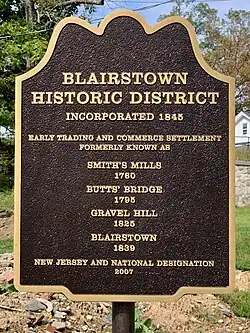 BLAIRSTOWN
HISTORIC DISTRICT
INCORPORATED 1845
EARLY TRADING AND COMMERCE SETTLEMENT
FORMERLY KNOWN AS
SMITH'S MILLS
1760
BUTTS' BRIDGE
1795
GRAVEL HILL
1825
BLAIRSTOWN
1839
NEW JERSEY AND NATIONAL DESIGNATION
2007